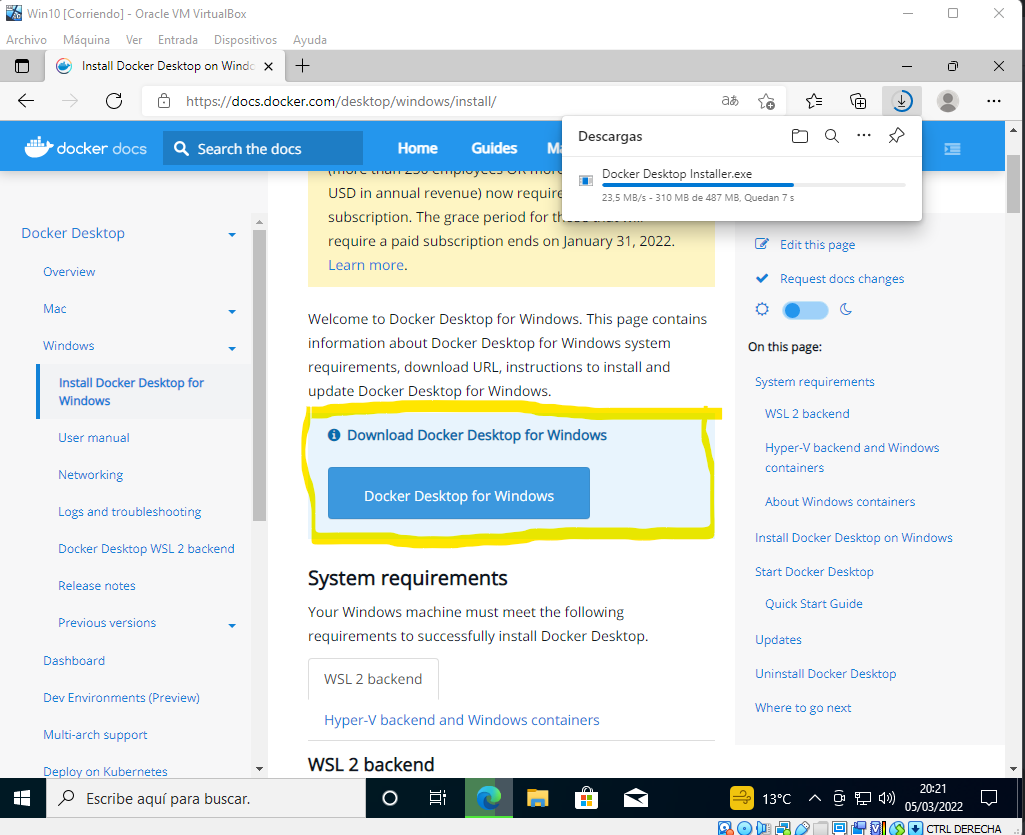 Win10 [Corriendo] - Oracle VM VirtualBox
Archivo Máquina Ver Entrada Dispositivos Ayuda
Install Docker Desktop on Windo
https://docs.docker.com/desktop/windows/install/
docker docs
Search the docs
Home Guides Ma
Descargas
Docker Desktop Installer.exe
23,5 MB/s - 310 MB de 487 MB, Quedan 7 s
Docker Desktop
Overview
Mac
Windows
Install Docker Desktop for
Windows
User manual
Networking
Logs and troubleshooting
Docker Desktop WSL 2 backend
Release notes
Previous versions
Dashboard
Dev Environments (Preview)
Multi-arch support
Deploy on Kubernetes
(more than 250 employees OR more
USD in annual revenue) now require
subscription. The grace period for those that will
require a paid subscription ends on January 31, 2022.
Learn more.
Welcome to Docker Desktop for Windows. This page contains
information about Docker Desktop for Windows system
requirements, download URL, instructions to install and
update Docker Desktop for Windows.
Download Docker Desktop for Windows
Docker Desktop for Windows
System requirements
Your Windows machine must meet the following
requirements to successfully install Docker Desktop.
WSL 2 backend
Hyper-V backend and Windows containers
WSL 2 backend
Edit this page
Request docs changes
On this page:
System requirements
WSL 2 backend
Hyper-V backend and Windows
containers
About Windows containers
Install Docker Desktop on Windows
Start Docker Desktop
Quick Start Guide
Updates
Uninstall Docker Desktop
Where to go next
Escribe aquí para buscar.
13°C
20:21
05/03/2022
CTRL DERECHA